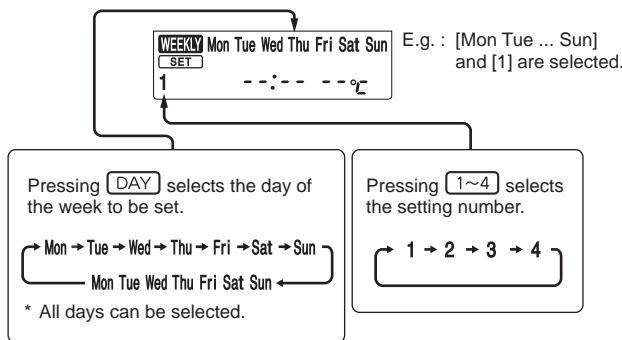 WEEKLY Mon Tue Wed Thu Fri Sat Sun
SET
1 --:-- --°C
E.g. : [Mon Tue ... Sun]
and [1] are selected.
Pressing DAY selects the day of
the week to be set.
Mon → Tue → Wed → Thu → Fri → Sat → Sun
Mon Tue Wed Thu Fri Sat Sun
* All days can be selected.
Pressing 1~4 selects
the setting number.
1 → 2 → 3 → 4